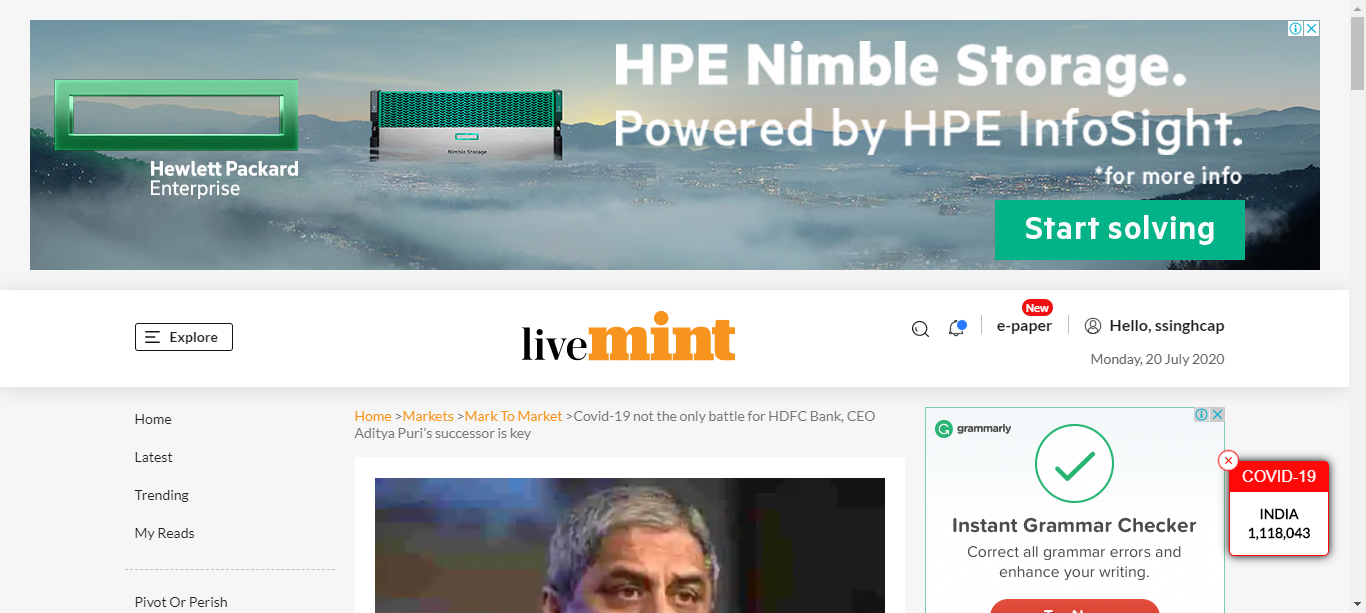 HPE Nimble Storage.
Powered by HPE InfoSight.
*for more info
Start solving
Hewlett Packard
Enterprise
Nimble Storage
Explore
livemint
New
e-paper
Hello, ssinghcap
Monday, 20 July 2020
Home
Latest
Trending
My Reads
Pivot Or Perish
Home >Markets >Mark To Market >Covid-19 not the only battle for HDFC Bank, CEO
Aditya Puri's successor is key
grammarly
Instant Grammar Checker
Correct all grammar errors and
enhance your writing.
COVID-19
INDIA
1,118,043